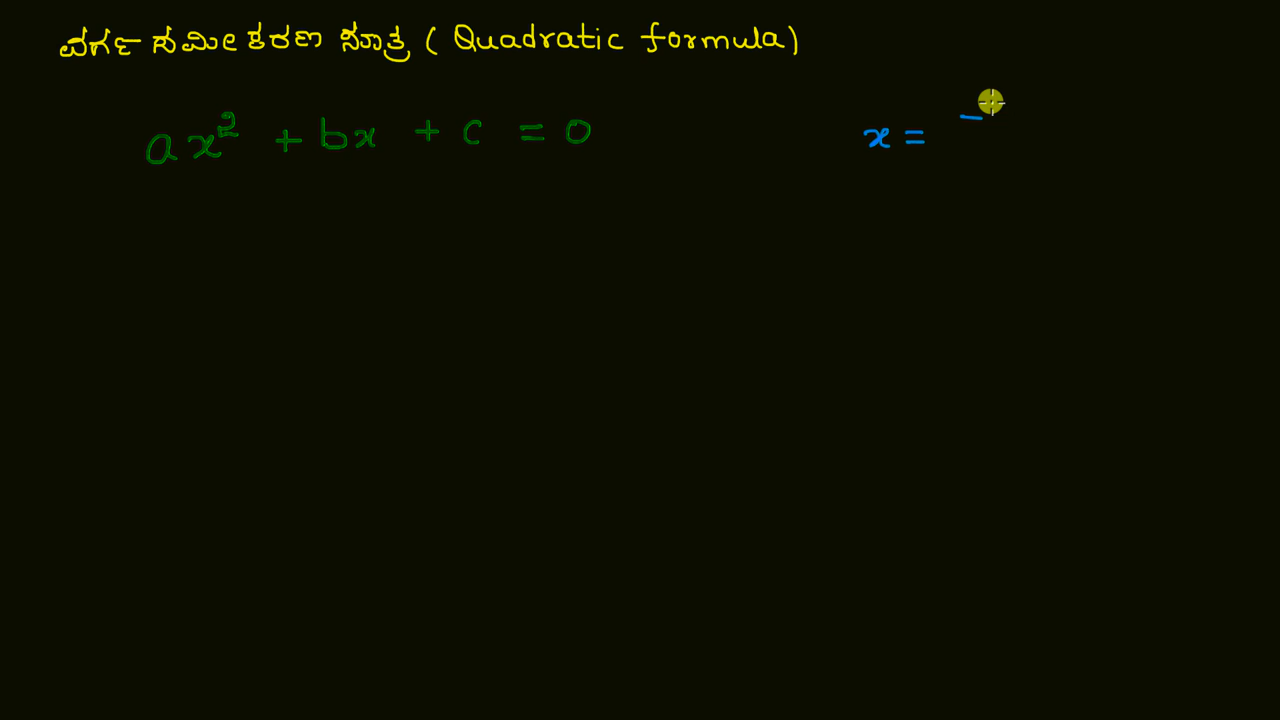 ವರ್ಗ ಸಮೀಕರಣ ಸೂತ್ರ ( Quadratic formula)
ax² + bx + c = 0 x = −